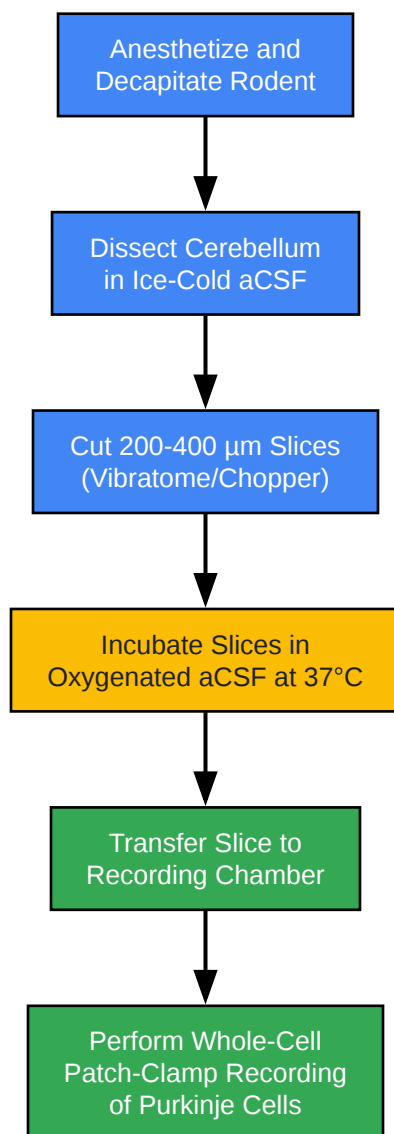 Anesthetize and
Decapitate Rodent
Dissect Cerebellum
in Ice-Cold aCSF
Cut 200-400 µm Slices
(Vibratome/Chopper)
Incubate Slices in
Oxygenated aCSF at 37°C
Transfer Slice to
Recording Chamber
Perform Whole-Cell
Patch-Clamp Recording
of Purkinje Cells